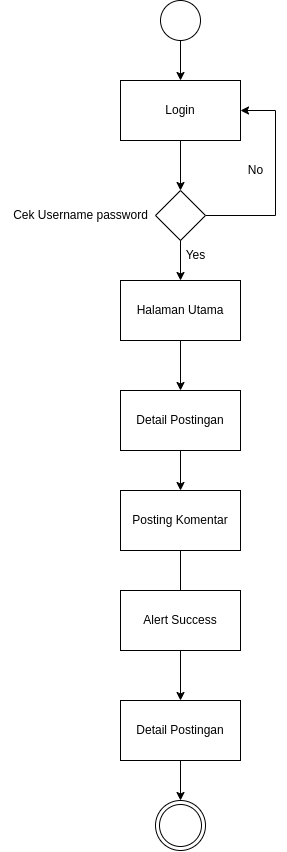 Login
No
Cek Username password
Yes
Halaman Utama
Detail Postingan
Posting Komentar
Alert Success
Detail Postingan